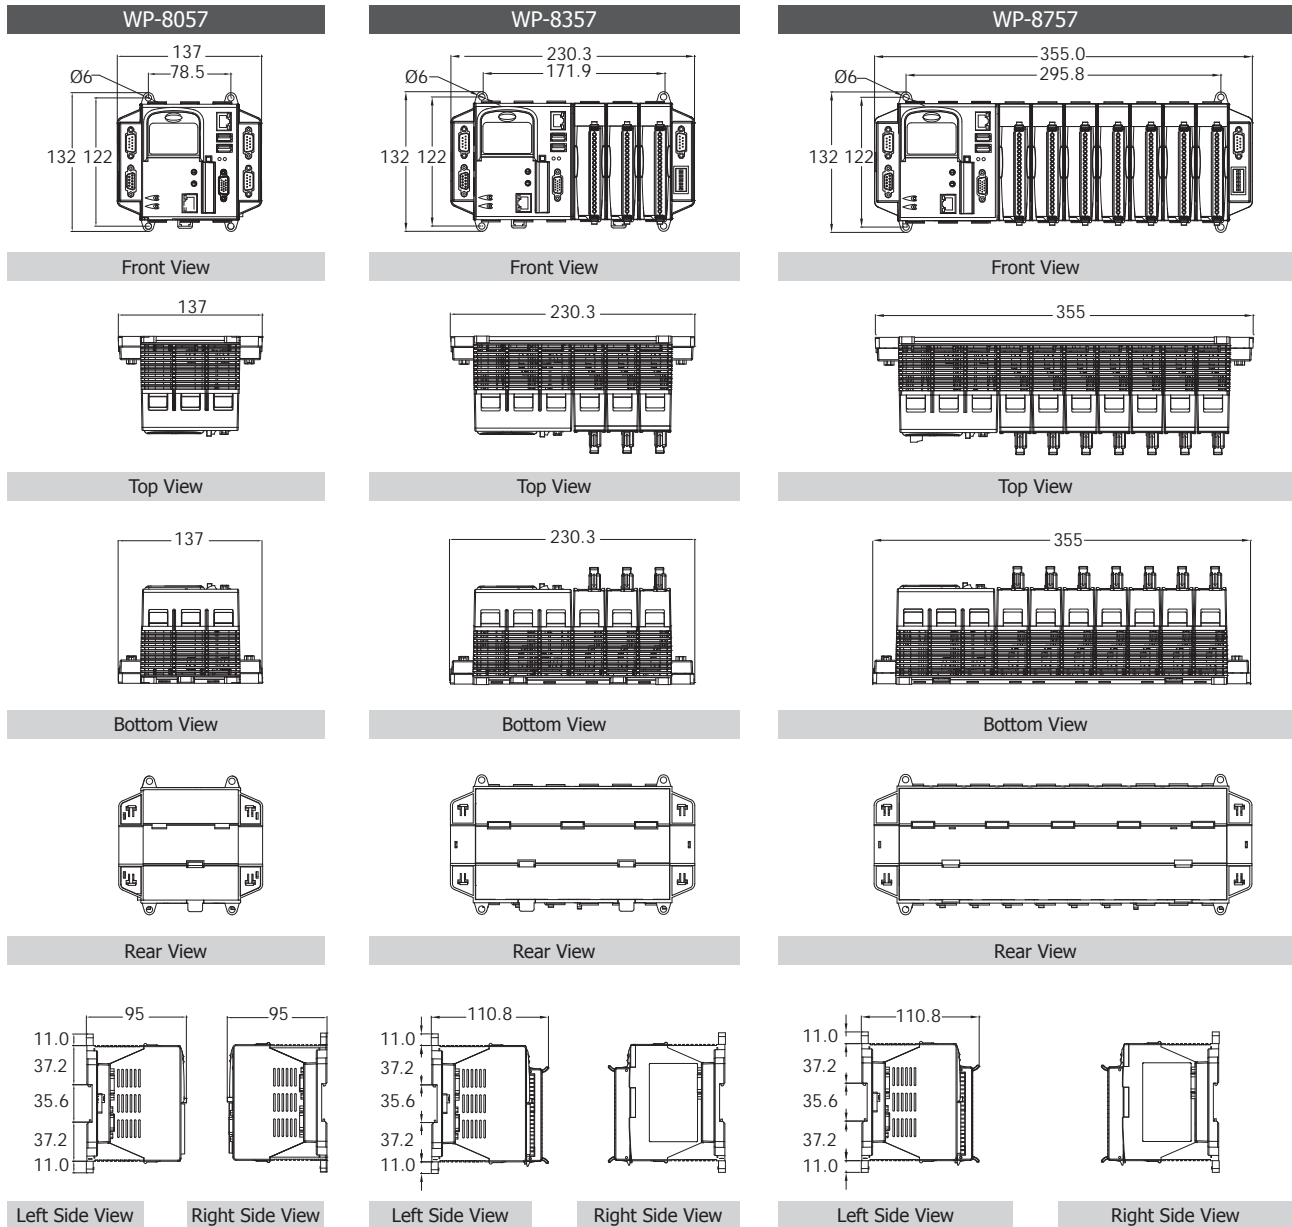 WP-8057
WP-8357
WP-8757
137
78.5
Ø6
132
122
230.3
171.9
Ø6
132
122
355.0
295.8
Ø6
132
122
Front View
Front View
Front View
137
230.3
355
Top View
Top View
Top View
137
230.3
355
Bottom View
Bottom View
Bottom View
Rear View
Rear View
Rear View
95
11.0
37.2
35.6
37.2
11.0
95
110.8
11.0
37.2
35.6
37.2
11.0
110.8
11.0
37.2
35.6
37.2
11.0
Left Side View
Right Side View
Left Side View
Right Side View
Left Side View
Right Side View